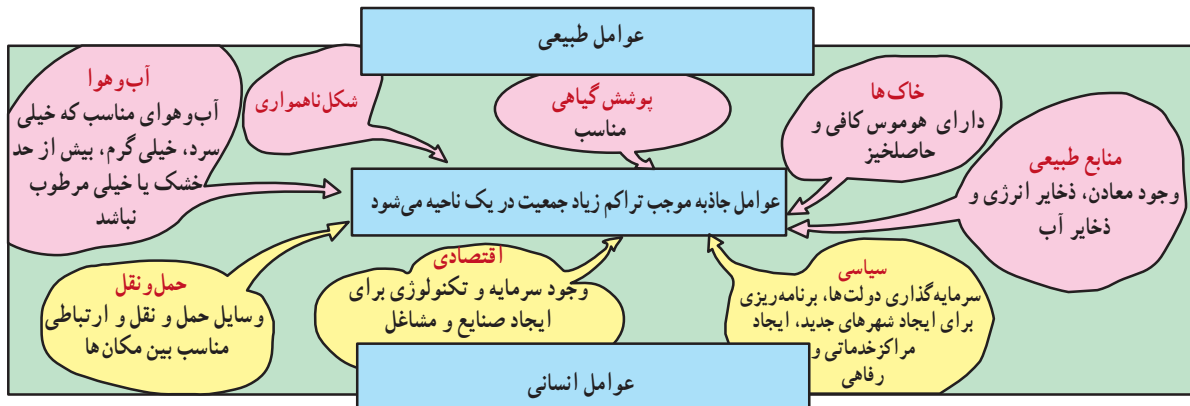 عوامل طبیعی
خاک‌ها
دارای هوموس کافی و
حاصلخیز
منابع طبیعی
وجود معادن، ذخایر انرژی و
ذخایر آب
پوشش گیاهی
مناسب
شکل ناهمواری
آب‌و‌هوا
آب‌و‌هوای مناسب که خیلی
سرد، خیلی گرم، بیش از حد
خشک یا خیلی مرطوب
نباشد
عوامل جاذبه موجب تراکم زیاد جمعیت در یک ناحیه می‌شود
سیاسی
سرمایه‌گذاری دولت‌ها، برنامه‌ریزی
برای ایجاد شهرهای جدید، ایجاد
مراکز خدماتی و
رفاهی
اقتصادی
وجود سرمایه و تکنولوژی برای
ایجاد صنایع و مشاغل
حمل‌و‌نقل
وسایل حمل و نقل و ارتباطی
مناسب بین مکان‌ها
عوامل انسانی